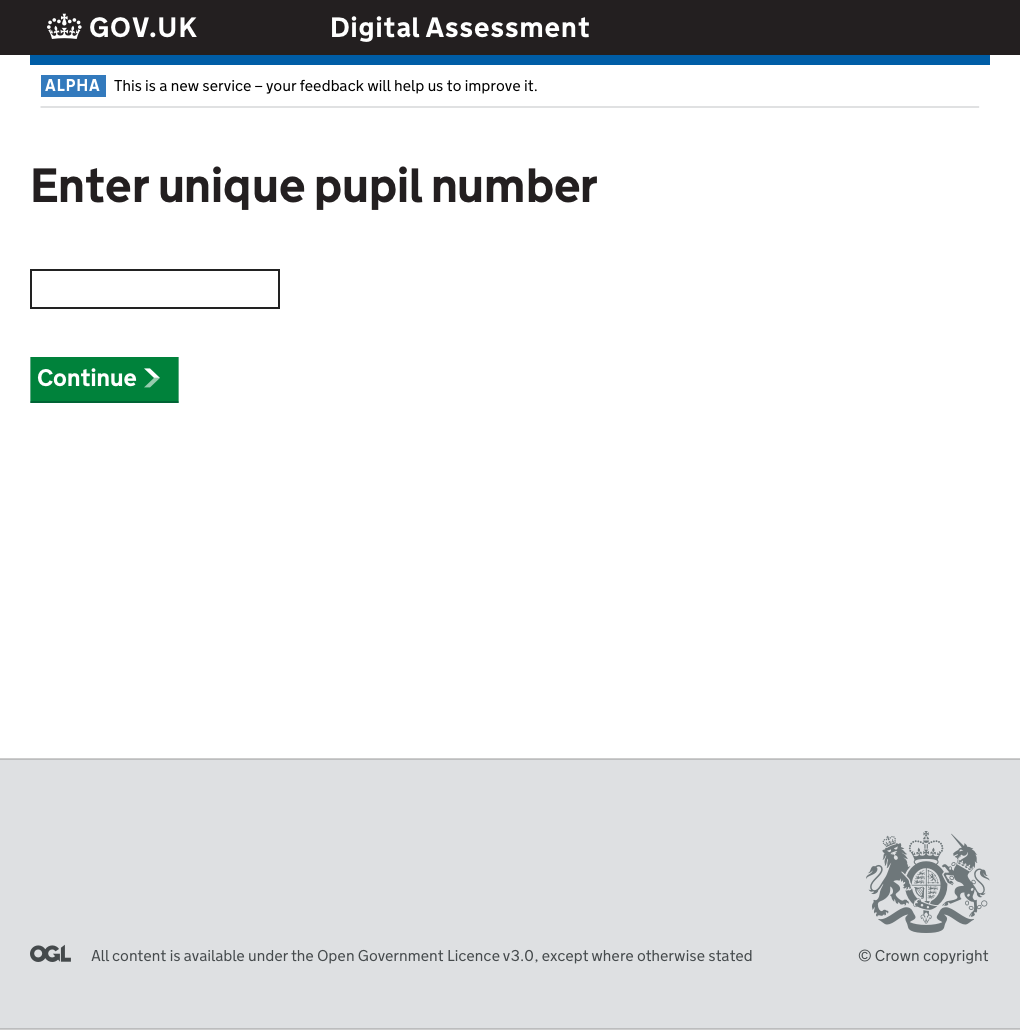 GOV.UK
Digital Assessment
ALPHA This is a new service – your feedback will help us to improve it.
Enter unique pupil number
Continue
OGL All content is available under the Open Government Licence v3.0, except where otherwise stated
© Crown copyright